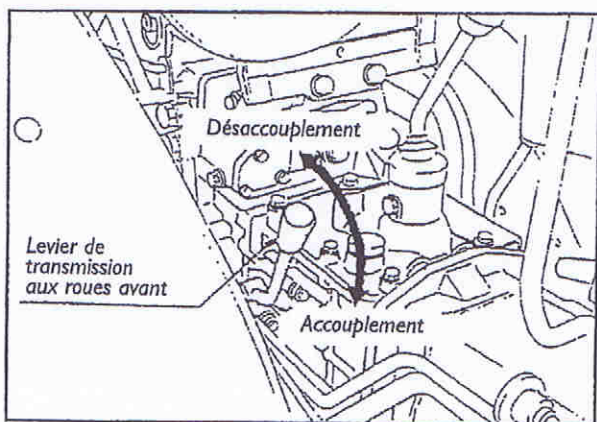 Désaccouplement
Levier de
transmission
aux roues avant
Accouplement